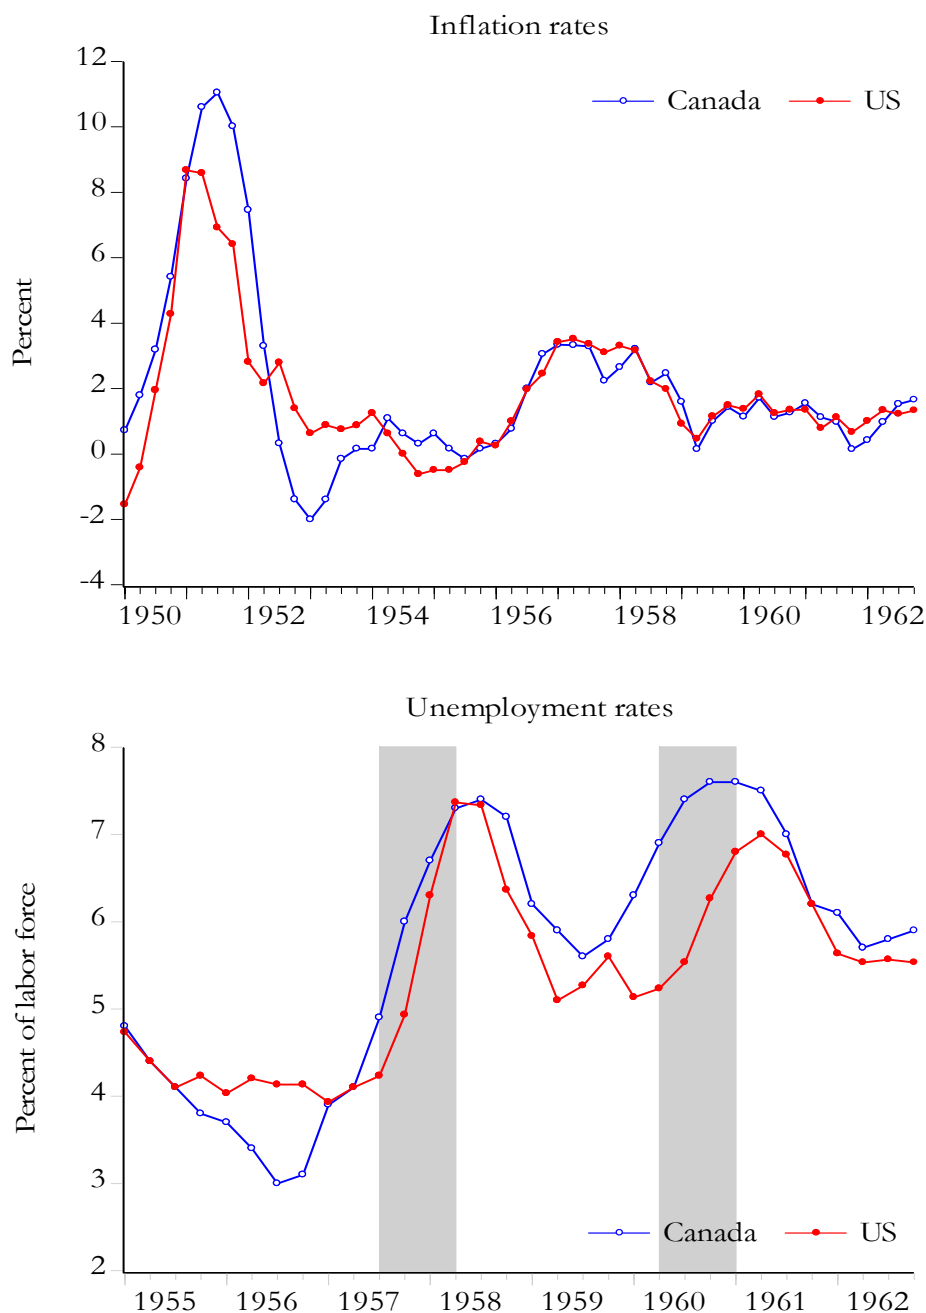 Inflation rates
12
Canada US
10
8
6
Percent
4
2
0
-2
-4
1950 1952 1954 1956 1958 1960 1962
Unemployment rates
8
7
6
Percent of labor force
5
4
3
Canada US
2
1955 1956 1957 1958 1959 1960 1961 1962